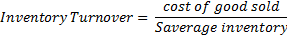 Inventory Turnover = cost of good sold / Saverage inventory